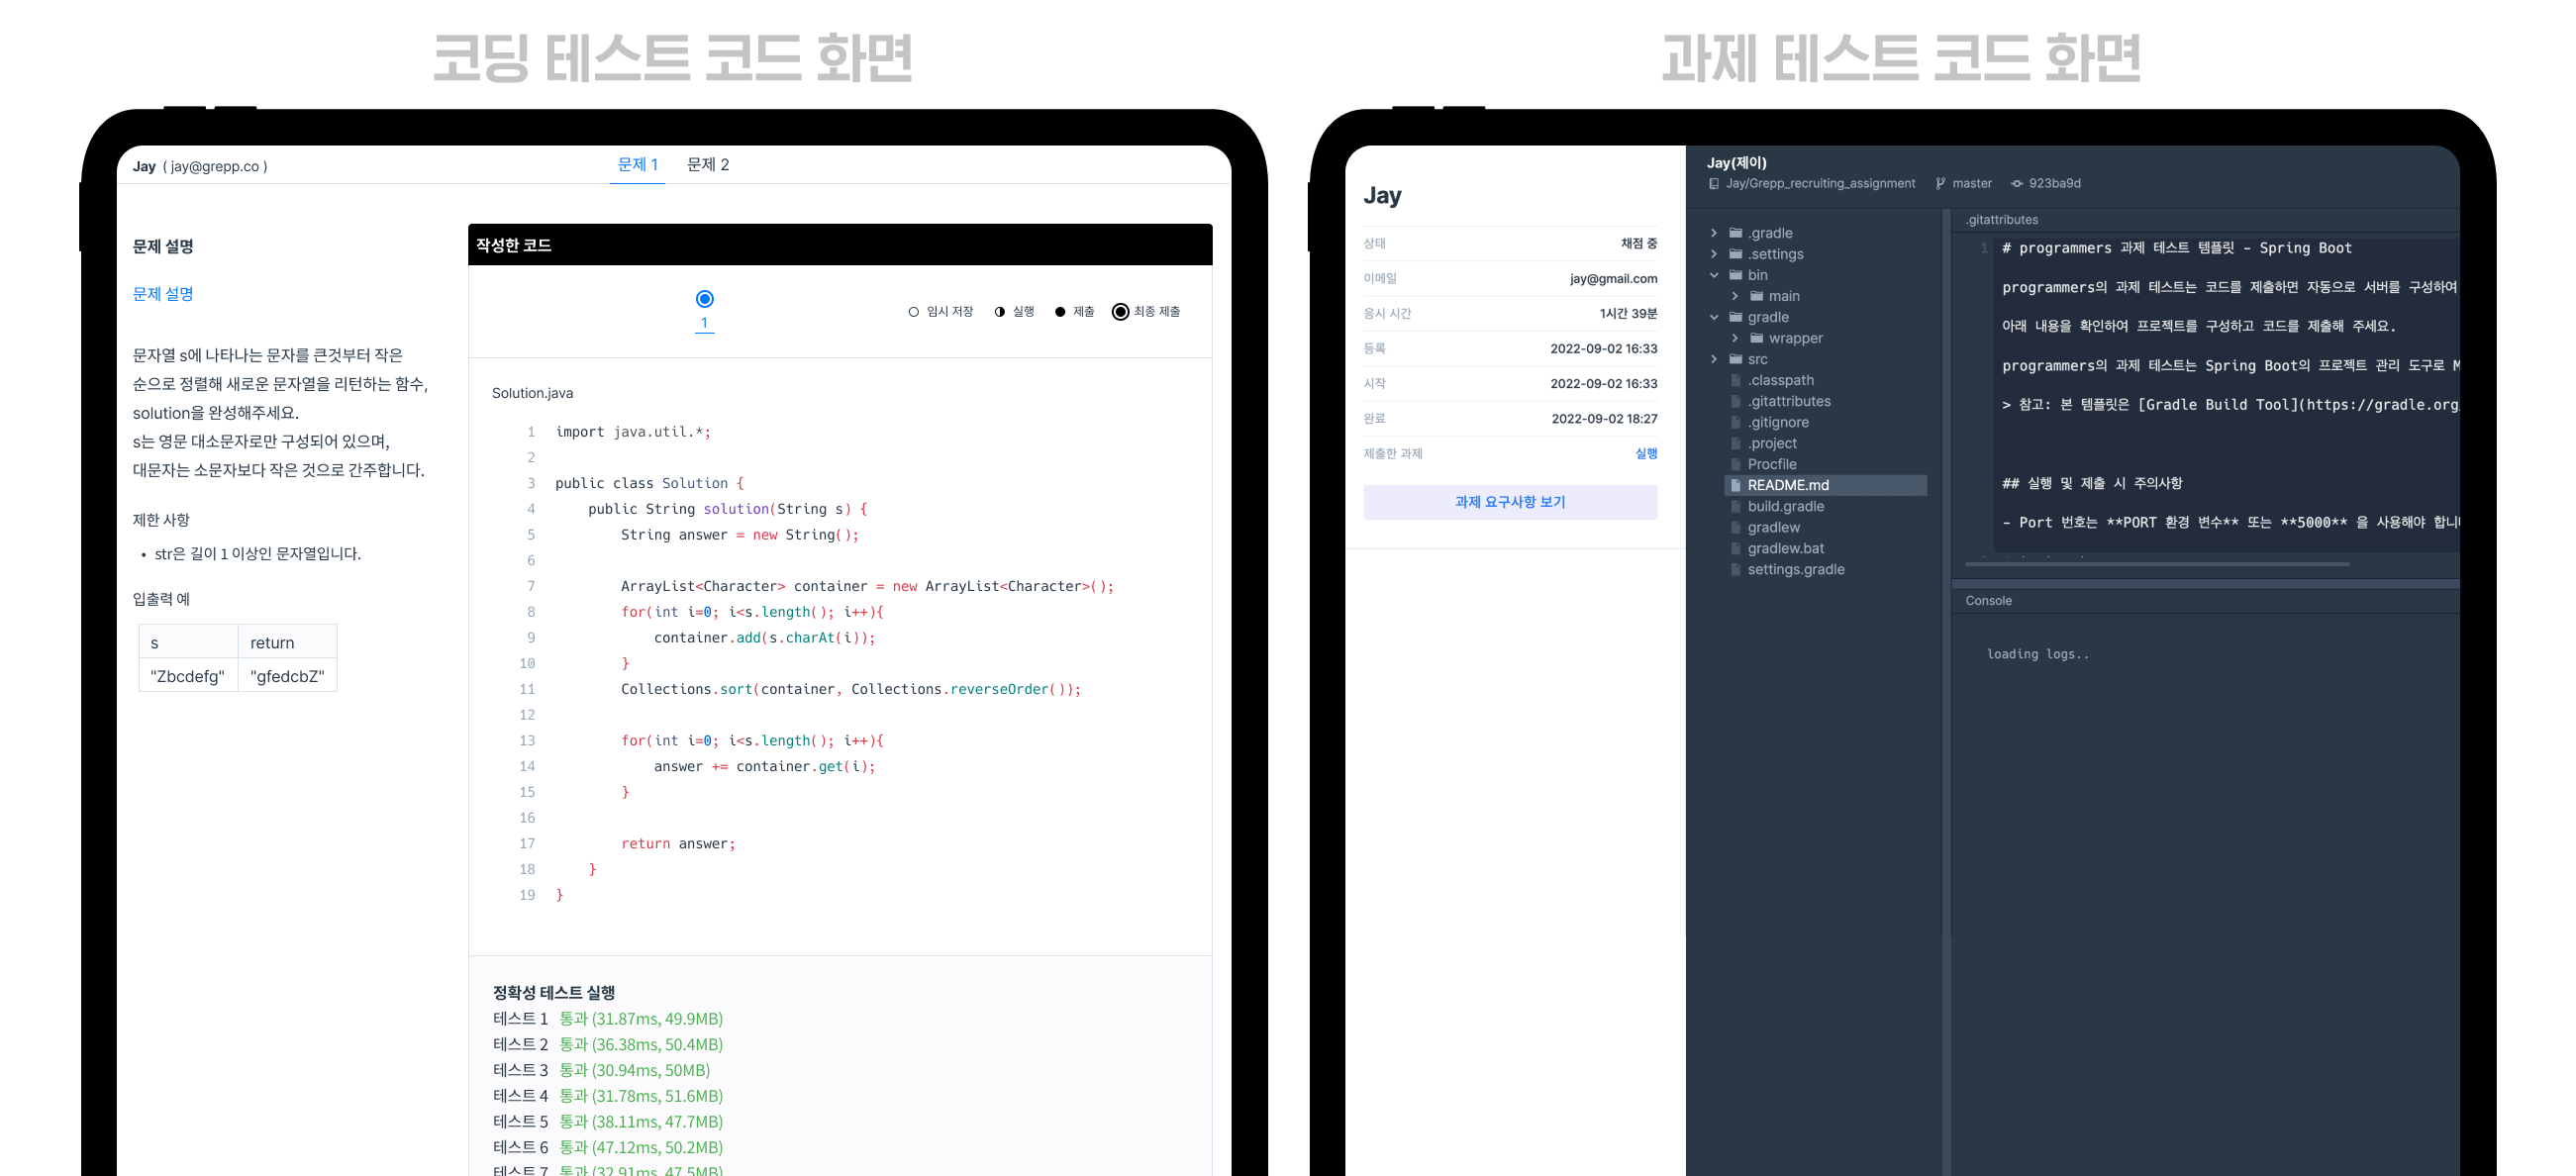 코딩 테스트 코드 화면
Jay ( jay@grepp.co )
문제 1
문제 2
문제 설명
문제 설명
문자열 s에 나타나는 문자를 큰것부터 작은
순으로 정렬해 새로운 문자열을 리턴하는 함수,
solution을 완성해주세요.
s는 영문 대소문자로만 구성되어 있으며,
대문자는 소문자보다 작은 것으로 간주합니다.
제한 사항
• str은 길이 1 이상인 문자열입니다.
입출력 예
s return
"Zbcdefg" "gfedcbZ"
작성한 코드
1
임시 저장 실행 제출 최종 제출
Solution.java
1 import java.util.*;
2
3 public class Solution {
4     public String solution(String s) {
5         String answer = new String();
6
7         ArrayList<Character> container = new ArrayList<Character>();
8         for(int i=0; i<s.length(); i++){
9             container.add(s.charAt(i));
10         }
11         Collections.sort(container, Collections.reverseOrder());
12
13         for(int i=0; i<s.length(); i++){
14             answer += container.get(i);
15         }
16
17         return answer;
18     }
19 }
정확성 테스트 실행
테스트 1 통과 (31.87ms, 49.9MB)
테스트 2 통과 (36.38ms, 50.4MB)
테스트 3 통과 (30.94ms, 50MB)
테스트 4 통과 (31.78ms, 51.6MB)
테스트 5 통과 (38.11ms, 47.7MB)
테스트 6 통과 (47.12ms, 50.2MB)
테스트 7 통과 (32.91ms, 47.5MB)
과제 테스트 코드 화면
Jay
상태 채점 중
이메일 jay@gmail.com
응시 시간 1시간 39분
등록 2022-09-02 16:33
시작 2022-09-02 16:33
완료 2022-09-02 18:27
제출한 과제 실행
과제 요구사항 보기
Jay(제이)
Jay/Grepp_recruiting_assignment master 923ba9d
.gradle
.settings
bin
main
gradle
wrapper
src
.classpath
.gitattributes
.gitignore
.project
Procfile
README.md
build.gradle
gradlew
gradlew.bat
settings.gradle
.gitattributes
1 # programmers 과제 테스트 템플릿 - Spring Boot
programmers의 과제 테스트는 코드를 제출하면 자동으로 서버를 구성하여
아래 내용을 확인하여 프로젝트를 구성하고 코드를 제출해 주세요.
programmers의 과제 테스트는 Spring Boot의 프로젝트 관리 도구로 M
> 참고: 본 템플릿은 [Gradle Build Tool](https://gradle.org
## 실행 및 제출 시 주의사항
- Port 번호는 **PORT 환경 변수** 또는 **5000** 을 사용해야 합니
Console
loading logs..